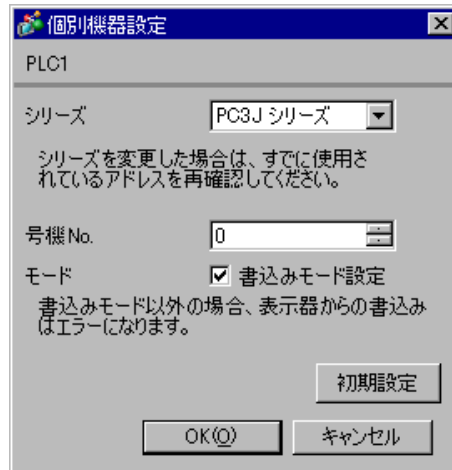 個別機器設定
PLC1
シリーズ PC3J シリーズ
シリーズを変更した場合は、すでに使用さ
れているアドレスを再確認してください。
号機No. 0
モード 書込みモード設定
書込みモード以外の場合、表示器からの書込み
はエラーになります。
初期設定
OK(O) キャンセル